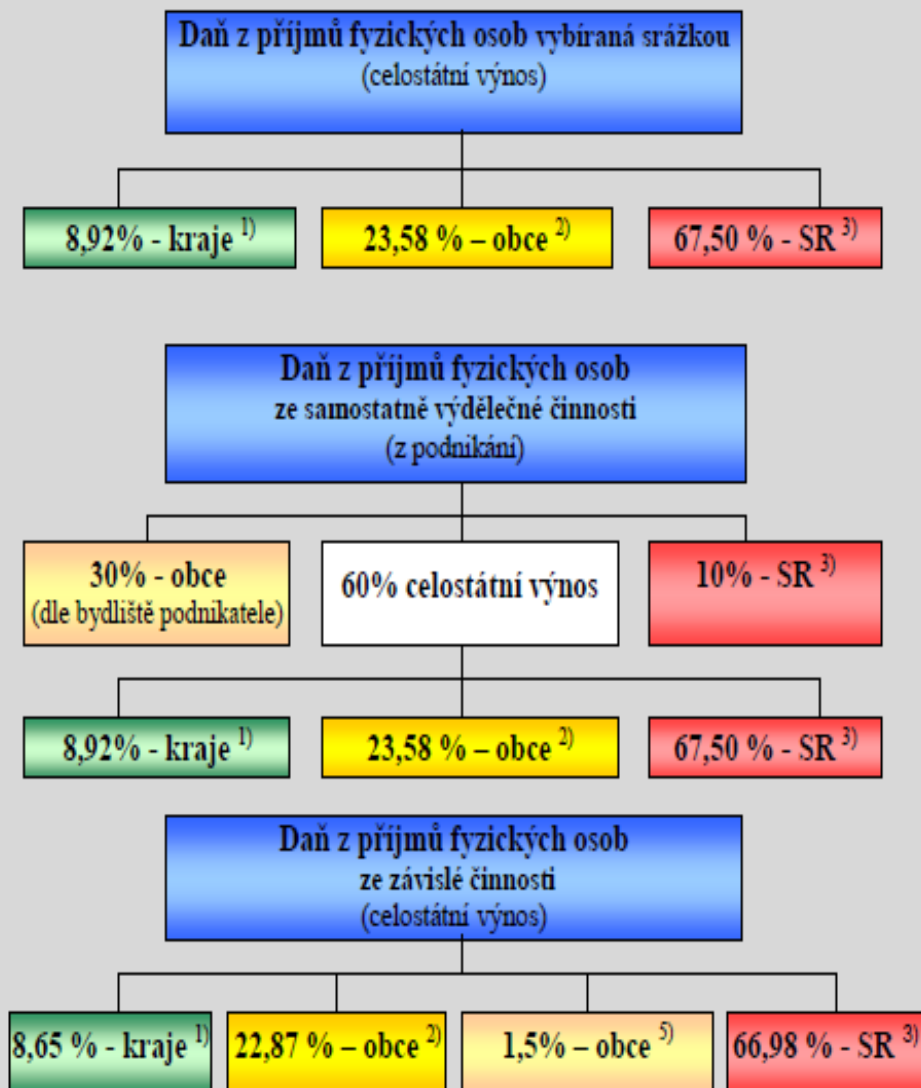 Daň z příjmů fyzických osob vybíraná srážkou
(celostátní výnos)
8,92% - kraje 1)
23,58 % – obce 2)
67,50 % - SR 3)
Daň z příjmů fyzických osob
ze samostatně výdělečné činnosti
(z podnikání)
30% - obce
(dle bydliště podnikatele)
60% celostátní výnos
10% - SR 3)
8,92% - kraje 1)
23,58 % – obce 2)
67,50 % - SR 3)
Daň z příjmů fyzických osob
ze závislé činnosti
(celostátní výnos)
8,65 % - kraje 1)
22,87 % – obce 2)
1,5% – obce 5)
66,98 % - SR 3)